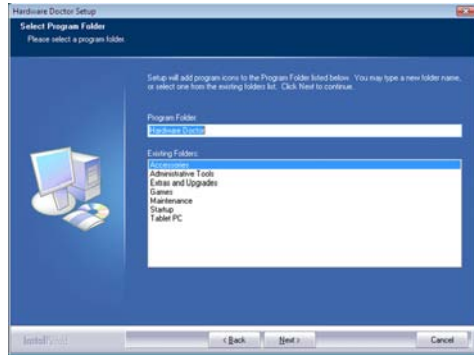 Hardware Doctor Setup
Select Program Folder
Please select a program folder.
Setup will add program icons to the Program Folder listed below. You may type a new folder name,
or select one from the existing folders list. Click Next to continue.
Program Folder
Hardware Doctor
Existing Folders:
Accessories
Administrative Tools
Extras and Upgrades
Games
Maintenance
Startup
Tablet PC
InstallShield
< Back
Next >
Cancel